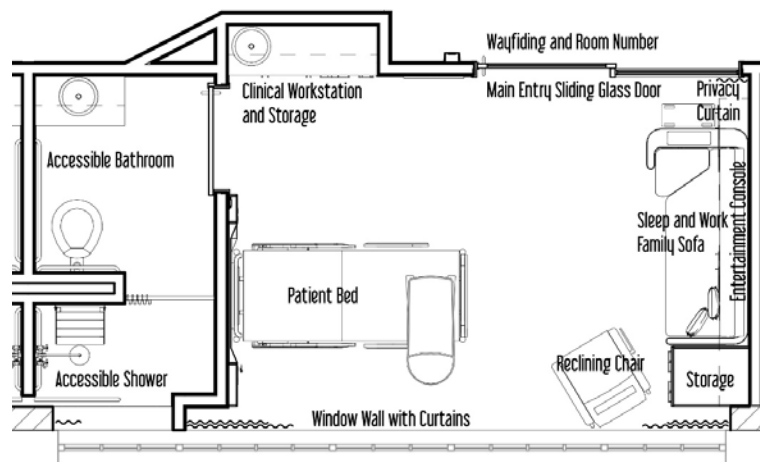 Wayfiding and Room Number
Clinical Workstation
and Storage
Main Entry Sliding Glass Door
Privacy
Curtain
Accessible Bathroom
Sleep and Work
Family Sofa
Entertainment Console
Patient Bed
Accessible Shower
Reclining Chair
Storage
Window Wall with Curtains